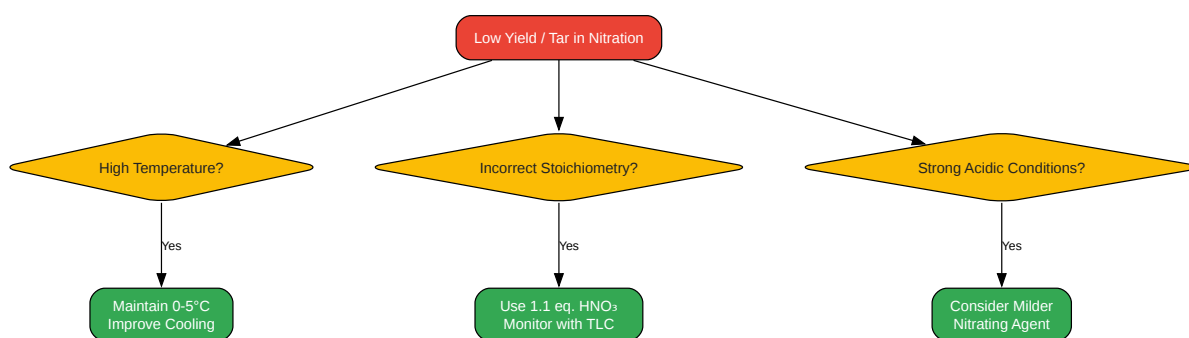 Low Yield / Tar in Nitration
High Temperature?
Incorrect Stoichiometry?
Strong Acidic Conditions?
Yes
Yes
Yes
Maintain 0-5°C
Improve Cooling
Use 1.1 eq. HNO₃
Monitor with TLC
Consider Milder
Nitrating Agent